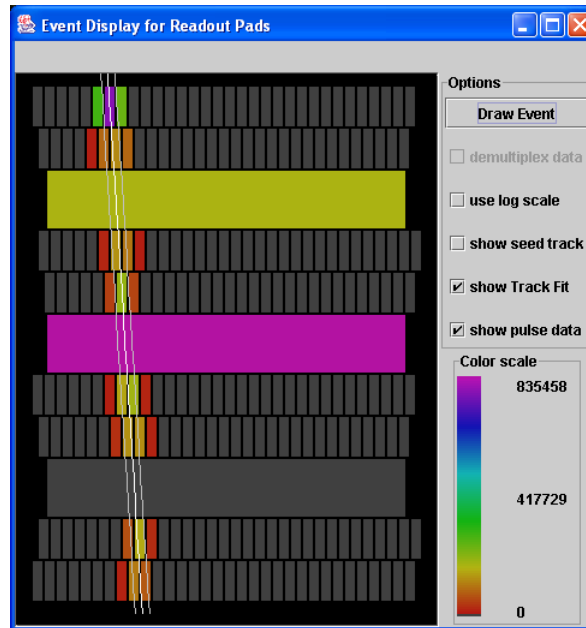 Event Display for Readout Pads
Options
Draw Event
demultiplex data
use log scale
show seed track
show Track Fit
show pulse data
Color scale
835458
417729
0